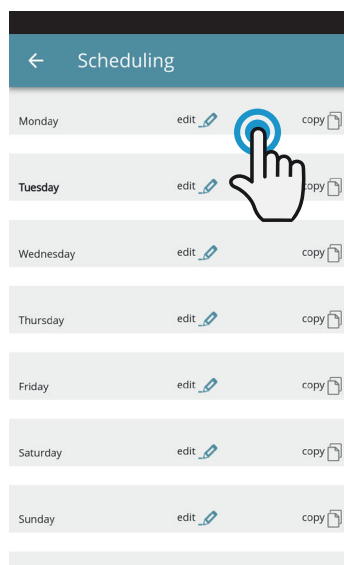 Scheduling
Monday edit copy
Tuesday edit copy
Wednesday edit copy
Thursday edit copy
Friday edit copy
Saturday edit copy
Sunday edit copy